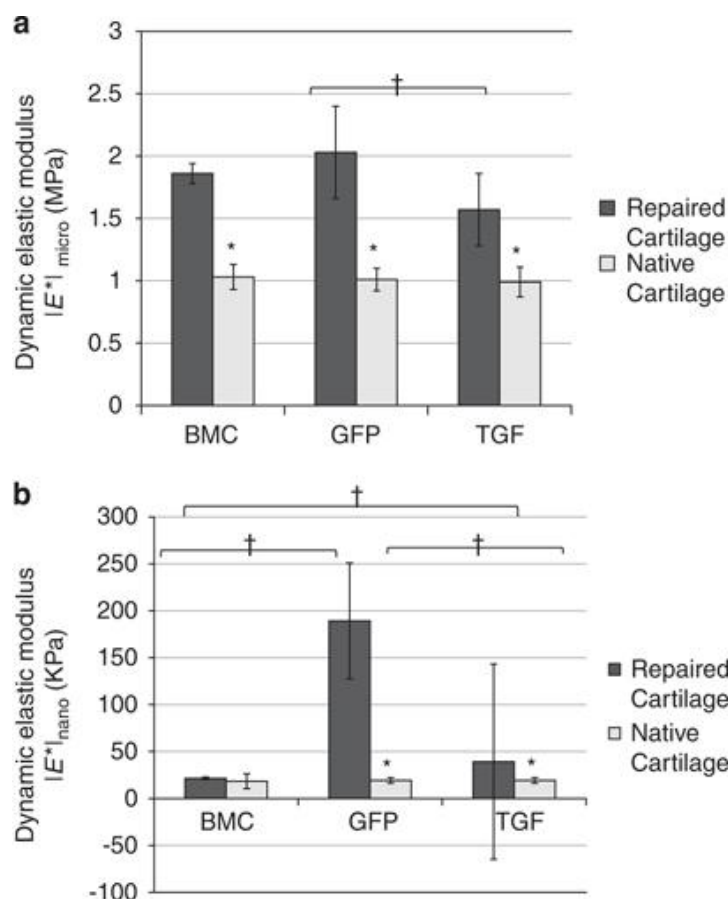 a
3
2.5
2
1.5
1
0.5
0
Dynamic elastic modulus
|E*| micro (MPa)
†
*
*
*
BMC
GFP
TGF
Repaired
Cartilage
Native
Cartilage
b
300
250
200
150
100
50
0
-50
-100
Dynamic elastic modulus
|E*|nano (KPa)
†
†
†
*
*
BMC
GFP
TGF
Repaired
Cartilage
Native
Cartilage